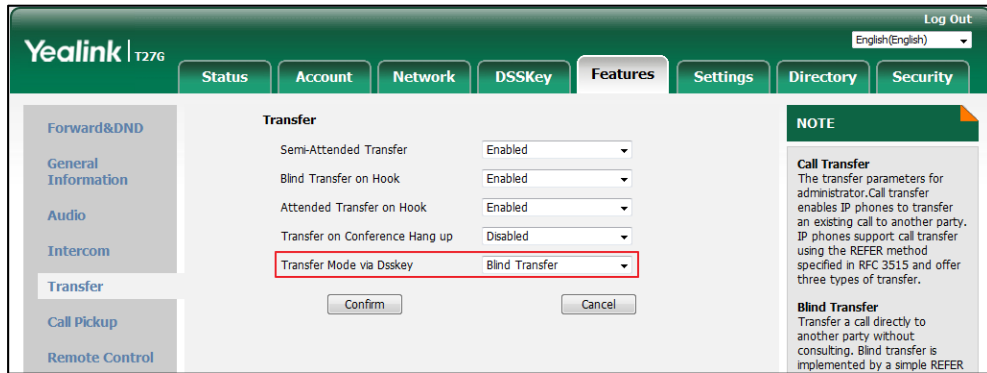 Log Out
Yealink | T27G
English(English)
Status Account Network DSSKey Features Settings Directory Security
Forward&DND
General
Information
Audio
Intercom
Transfer
Call Pickup
Remote Control
Transfer
Semi-Attended Transfer Enabled
Blind Transfer on Hook Enabled
Attended Transfer on Hook Enabled
Transfer on Conference Hang up Disabled
Transfer Mode via Dsskey Blind Transfer
Confirm Cancel
NOTE
Call Transfer
The transfer parameters for
administrator.Call transfer
enables IP phones to transfer
an existing call to another party.
IP phones support call transfer
using the REFER method
specified in RFC 3515 and offer
three types of transfer.
Blind Transfer
Transfer a call directly to
another party without
consulting. Blind transfer is
implemented by a simple REFER